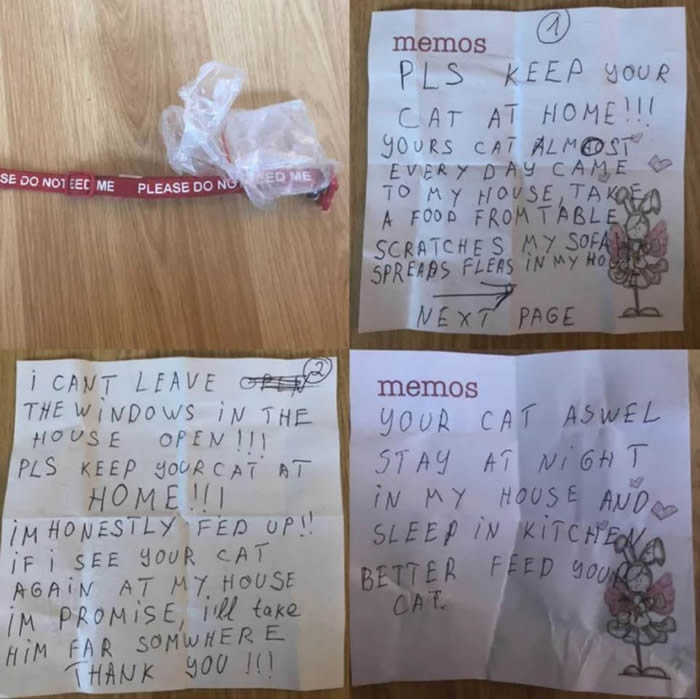 SE DO NOT EED ME PLEASE DO NO EED ME
1
memos
PLS KEEP YOUR
CAT AT HOME!!!
YOURS CAT ALMOST
EVERY DAY CAME
TO MY HOUSE, TAKE
A FOOD FROM TABLE
SCRATCHES MY SOFA
SPREADS FLEAS IN MY HOU
NEXT PAGE
2
I CANT LEAVE OPEN
THE WINDOWS IN THE
HOUSE OPEN!!!
PLS KEEP YOUR CAT AT
HOME!!!
IM HONESTLY FED UP!!
IF I SEE YOUR CAT
AGAIN AT MY HOUSE
IM PROMISE, i'll take
HIM FAR SOMWHERE
THANK YOU !!!
memos
YOUR CAT ASWEL
STAY AT NIGHT
IN MY HOUSE AND
SLEEP IN KITCHEN
BETTER FEED YOUR
CAT.